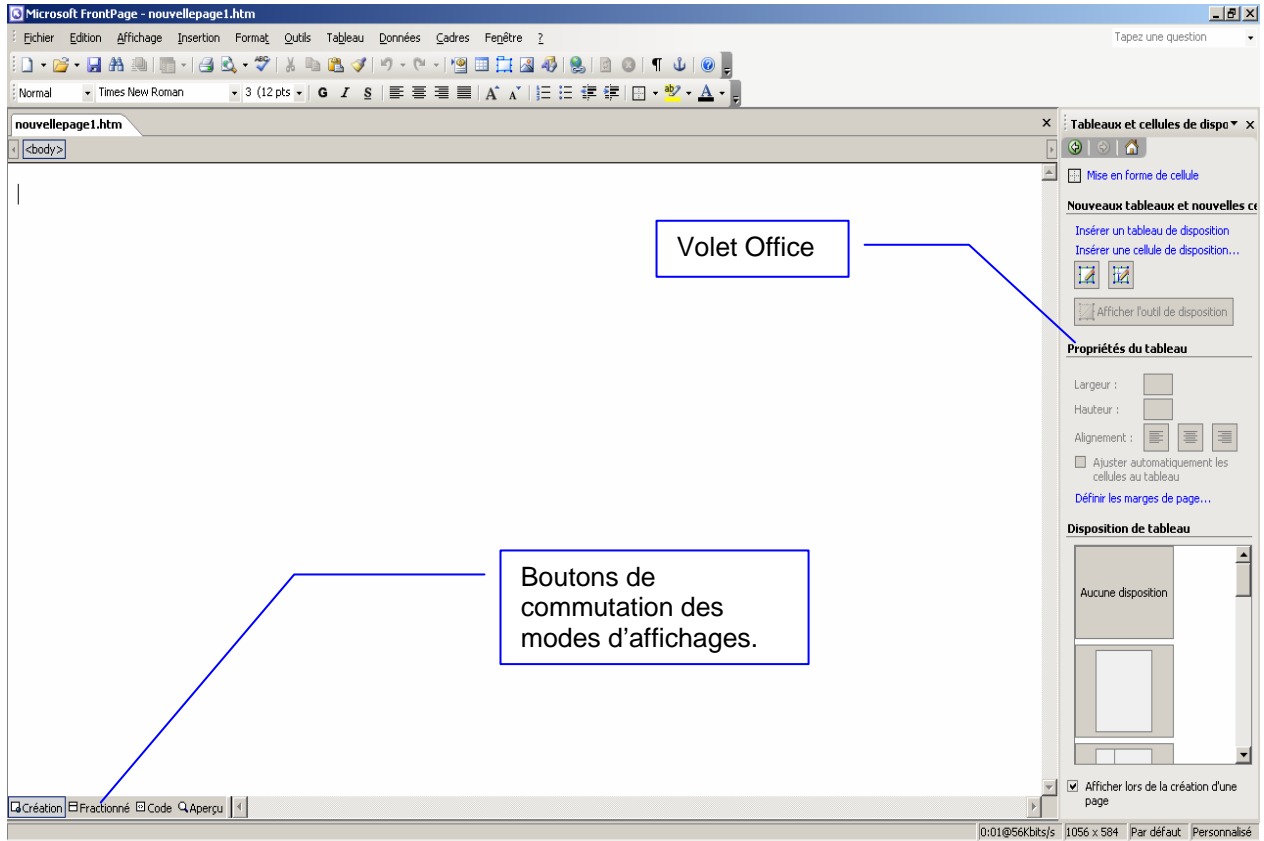 Microsoft FrontPage - nouvellepage1.htm
Fichier Edition Affichage Insertion Format Outils Tableau Données Cadres Fenêtre ? Tapez une question
Normal Times New Roman 3 (12 pts G I S
nouvellepage1.htm Tableaux et cellules de dispo
<body>
Mise en forme de cellule
Nouveaux tableaux et nouvelles ce
Insérer un tableau de disposition
Volet Office
Insérer une cellule de disposition...
Afficher l'outil de disposition
Propriétés du tableau
Largeur :
Hauteur :
Alignement :
Ajuster automatiquement les
cellules au tableau
Définir les marges de page...
Disposition de tableau
Boutons de
commutation des
modes d'affichages.
Aucune disposition
Afficher lors de la création d'une
page
Création Fractionné Code Aperçu
0:01@56Kbits/s 1056 x 584 Par défaut Personnalisé